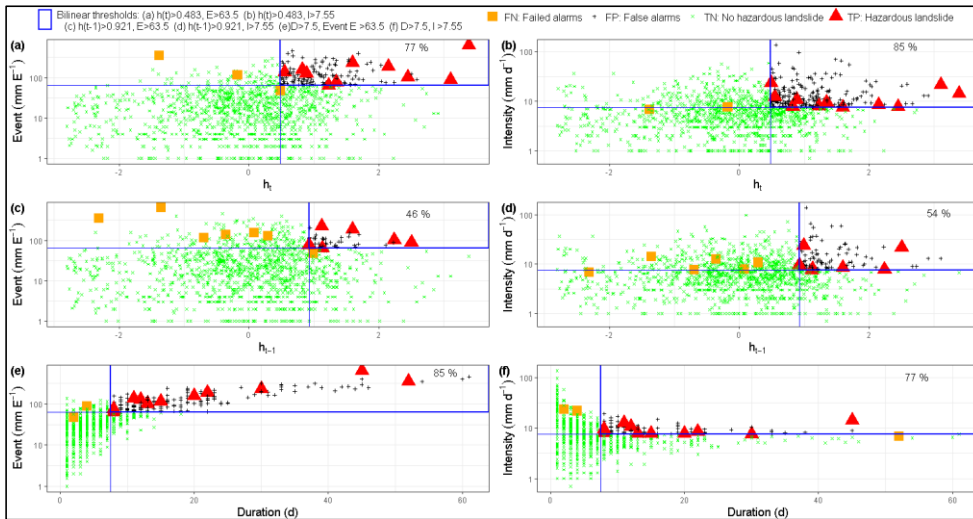 Bilinear thresholds: (a) h(t)>0.483, E>63.5 (b) h(t)>0.483, I>7.55
(c) h(t-1)>0.921, E>63.5 (d) h(t-1)>0.921, I>7.55 (e)D>7.5, Event E >63.5 (f) D>7.5, I >7.55
FN: Failed alarms FP: False alarms TN: No hazardous landslide TP: Hazardous landslide
(a) 77 %
Event (mm E⁻¹)
100
10
1
-2 0 2
hₜ
(b) 85 %
Intensity (mm d⁻¹)
100
10
1
-2 0 2
hₜ
(c) 46 %
Event (mm E⁻¹)
100
10
1
-2 0 2
hₜ₋₁
(d) 54 %
Intensity (mm d⁻¹)
100
10
1
-2 0 2
hₜ₋₁
(e) 85 %
Event (mm E⁻¹)
100
10
1
0 20 40 60
Duration (d)
(f) 77 %
Intensity (mm d⁻¹)
100
10
1
0 20 40 60
Duration (d)